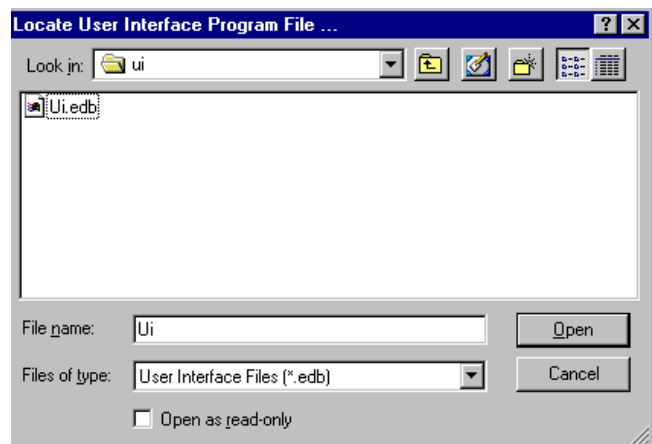 Locate User Interface Program File ...
Look in: ui
Ui.edb
File name: Ui Open
Files of type: User Interface Files (*.edb) Cancel
Open as read-only